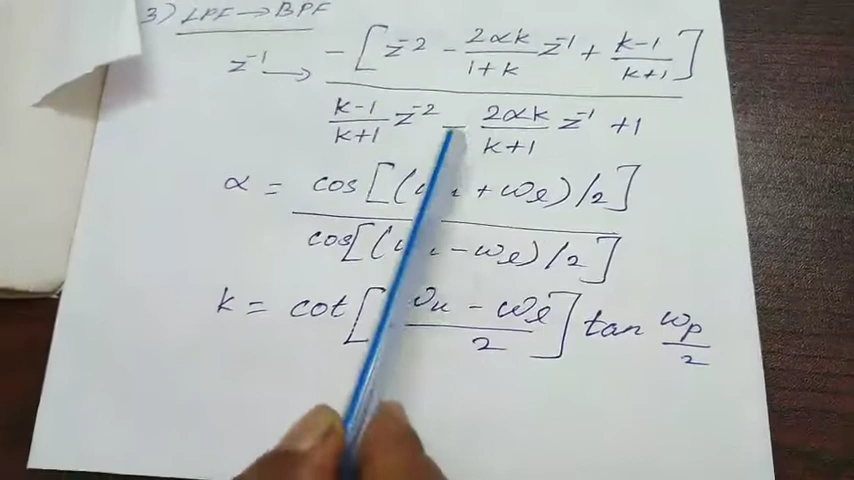 3) LPF → BPF
z⁻¹ → - [ z⁻² - 2αk/1+k z⁻¹ + k-1/k+1 ]
k-1/k+1 z⁻² - 2αk/k+1 z⁻¹ + 1
α = cos[(u + ωℓ)/2]
cos[( - ωℓ)/2]
k = cot[ωu - ωℓ/2] tan ωp/2